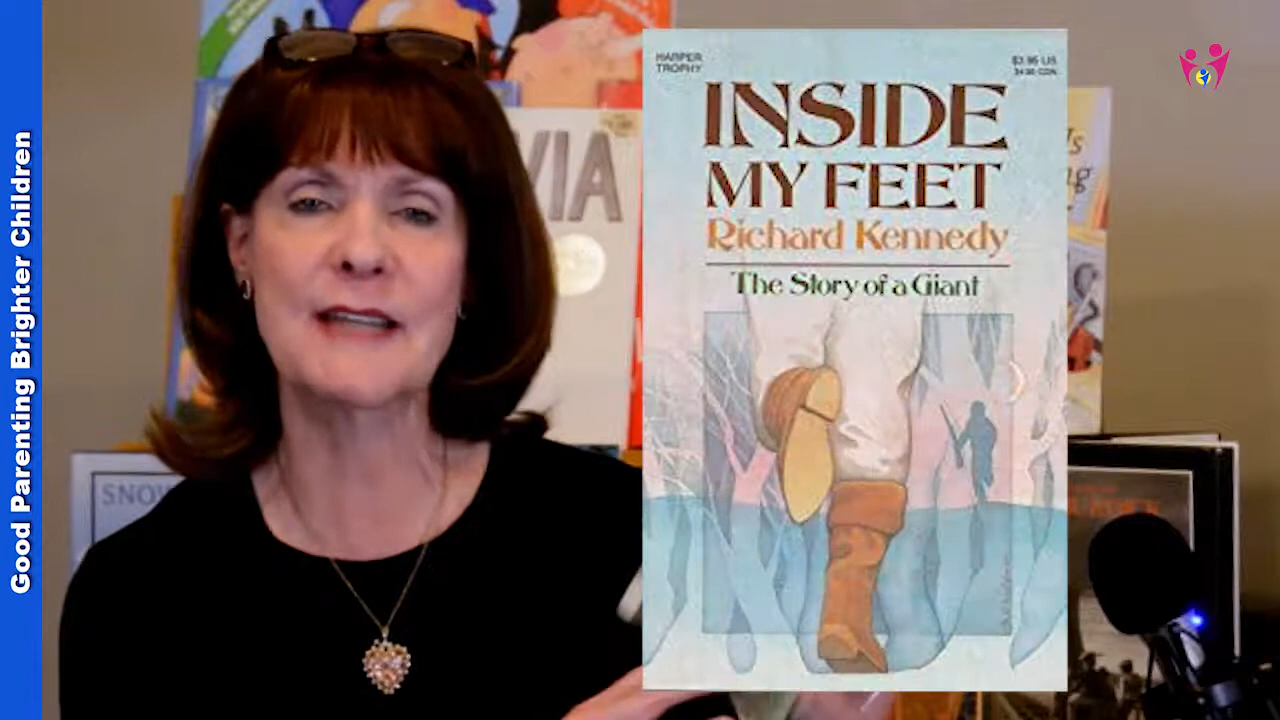 Good Parenting Brighter Children
HARPER
TROPHY
$2.95 US
INSIDE
MY FEET
Richard Kennedy
The Story of a Giant
VIA
SNOW